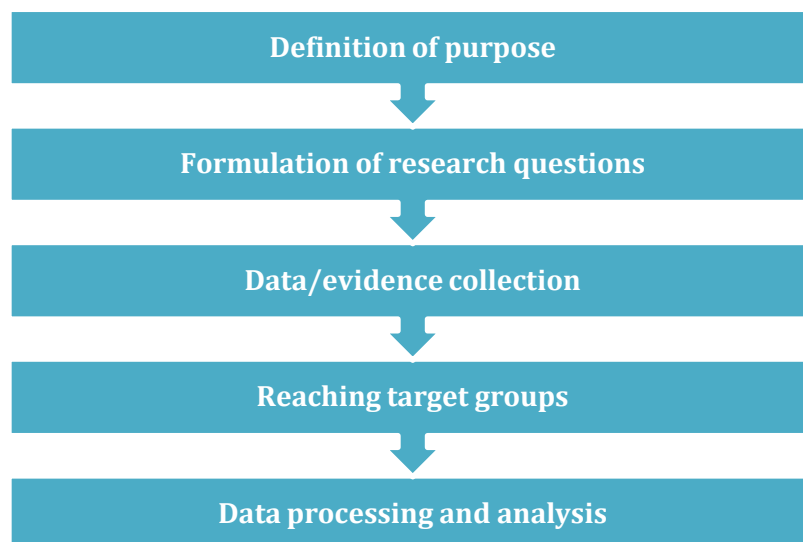 Definition of purpose
Formulation of research questions
Data/evidence collection
Reaching target groups
Data processing and analysis